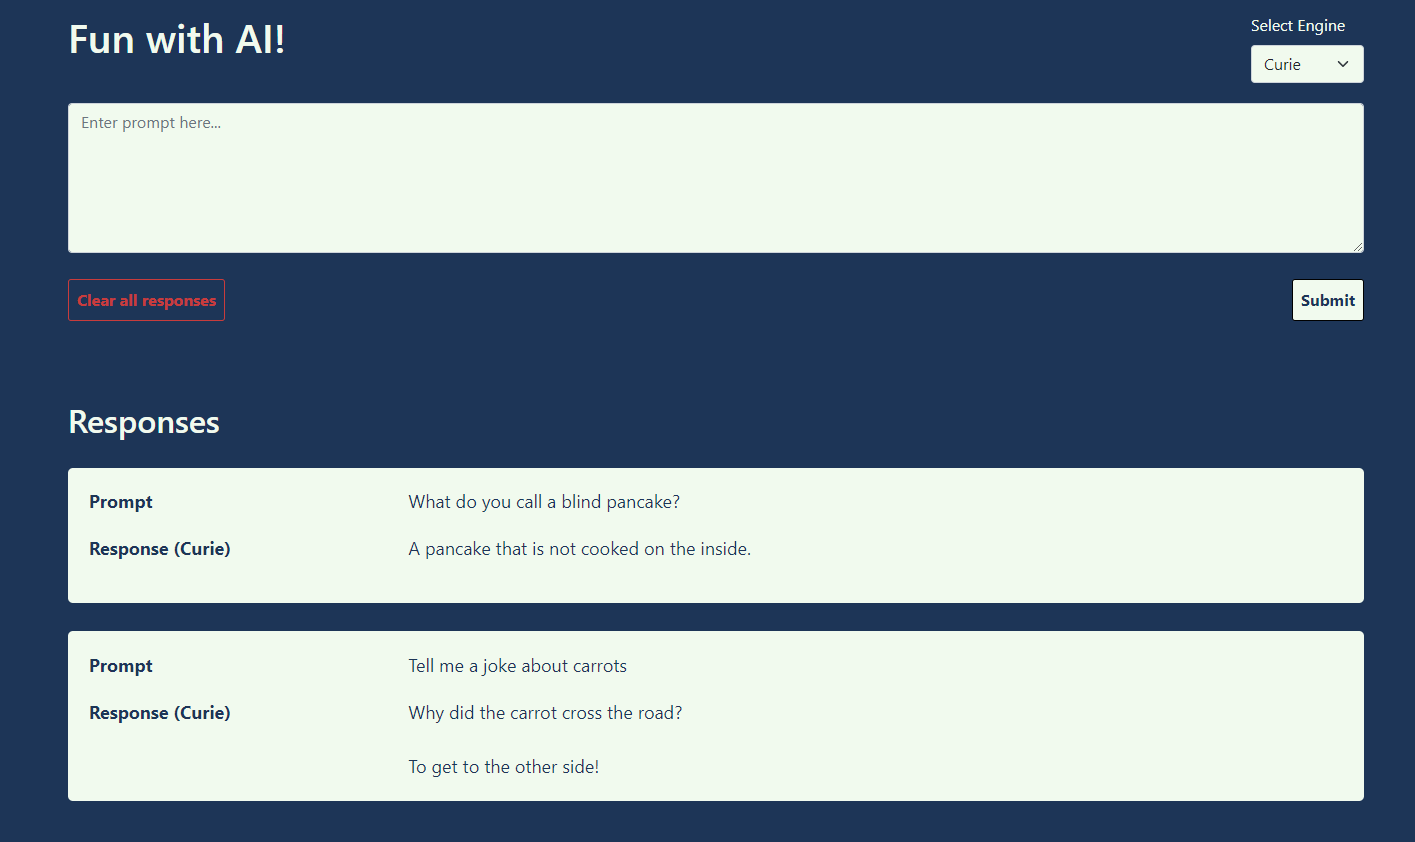 Fun with AI!
Select Engine
Curie
Enter prompt here...
Clear all responses
Submit
Responses
Prompt
What do you call a blind pancake?
Response (Curie)
A pancake that is not cooked on the inside.
Prompt
Tell me a joke about carrots
Response (Curie)
Why did the carrot cross the road?
To get to the other side!